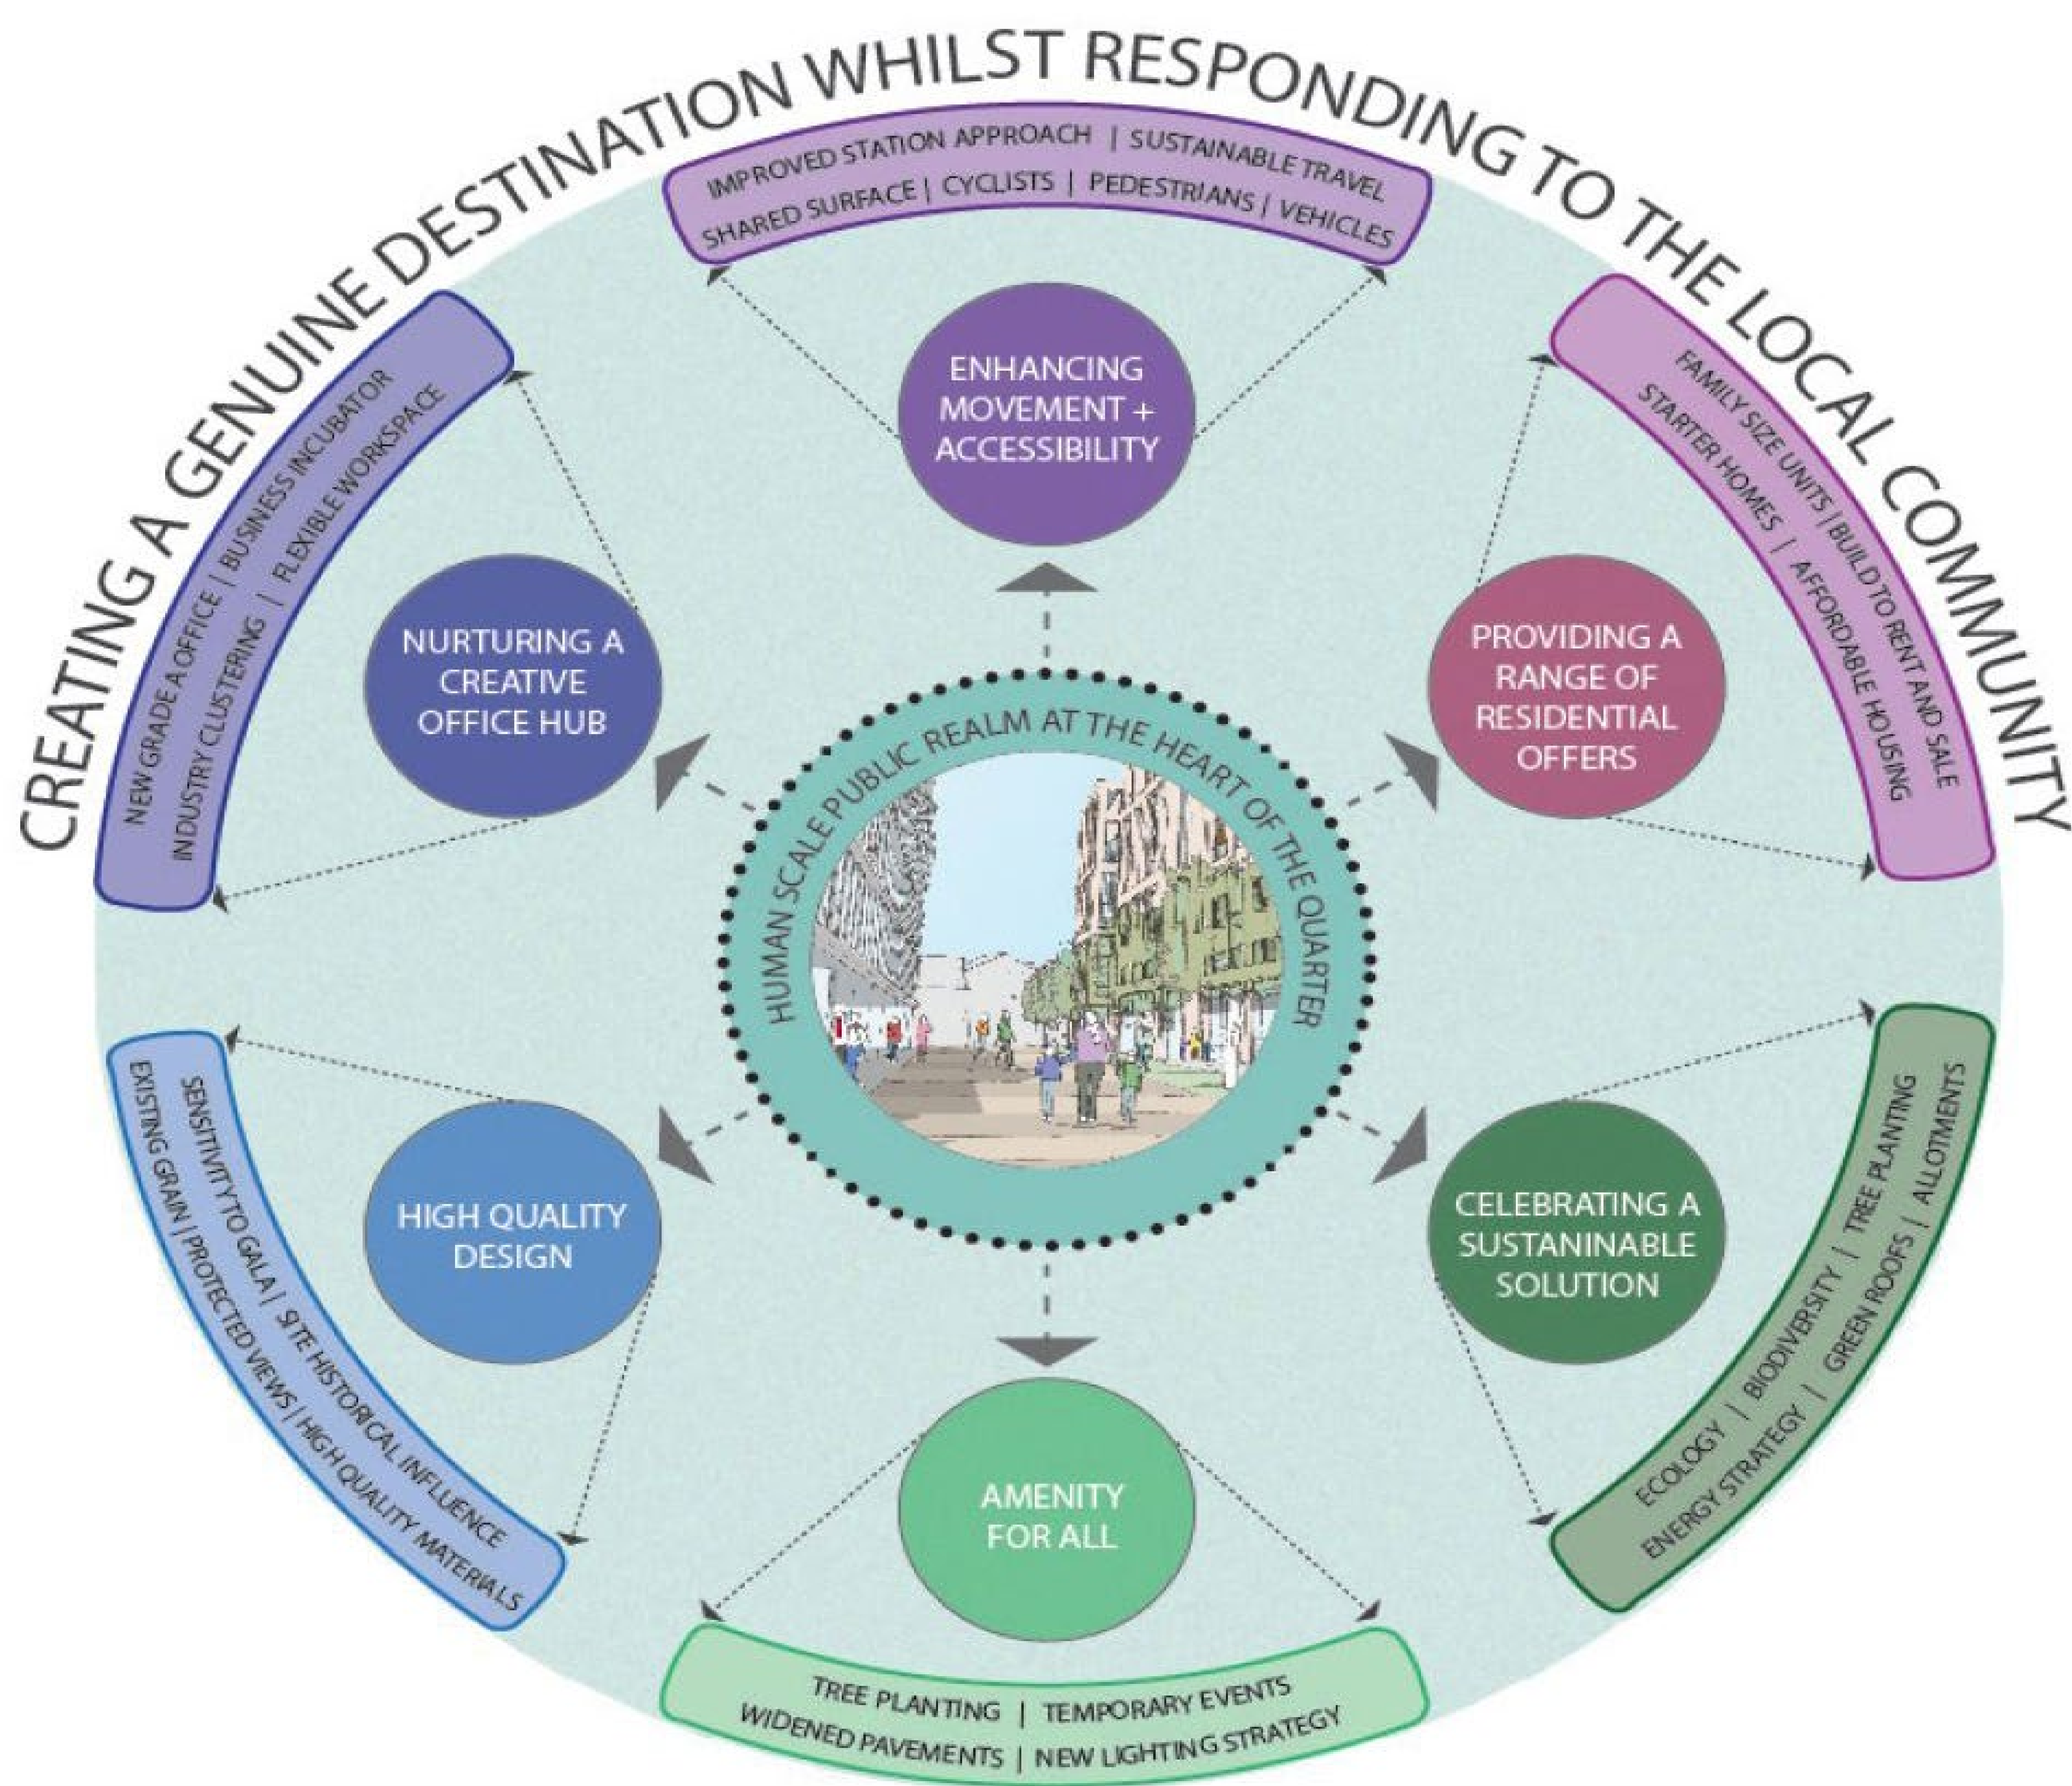 CREATING A GENUINE DESTINATION WHILST RESPONDING TO THE LOCAL COMMUNITY
IMPROVED STATION APPROACH | SUSTAINABLE TRAVEL
SHARED SURFACE | CYCLISTS | PEDESTRIANS | VEHICLES
ENHANCING
MOVEMENT +
ACCESSIBILITY
FAMILY SIZE UNITS | BUILD TO RENT AND SALE
STARTER HOMES | AFFORDABLE HOUSING
PROVIDING A
RANGE OF
RESIDENTIAL
OFFERS
ECOLOGY | BIODIVERSITY | TREE PLANTING
ENERGY STRATEGY | GREEN ROOFS | ALLOTMENTS
CELEBRATING A
SUSTANINABLE
SOLUTION
AMENITY
FOR ALL
TREE PLANTING | TEMPORARY EVENTS
WIDENED PAVEMENTS | NEW LIGHTING STRATEGY
HIGH QUALITY
DESIGN
SENSITIVITY TO GALA | SITE HISTORICAL INFLUENCE
EXISTING GRAIN | PROTECTED VIEWS | HIGH QUALITY MATERIALS
NURTURING A
CREATIVE
OFFICE HUB
NEW GRADE A OFFICE | BUSINESS INCUBATOR
INDUSTRY CLUSTERING | FLEXIBLE WORKSPACE
HUMAN SCALE PUBLIC REALM AT THE HEART OF THE QUARTER